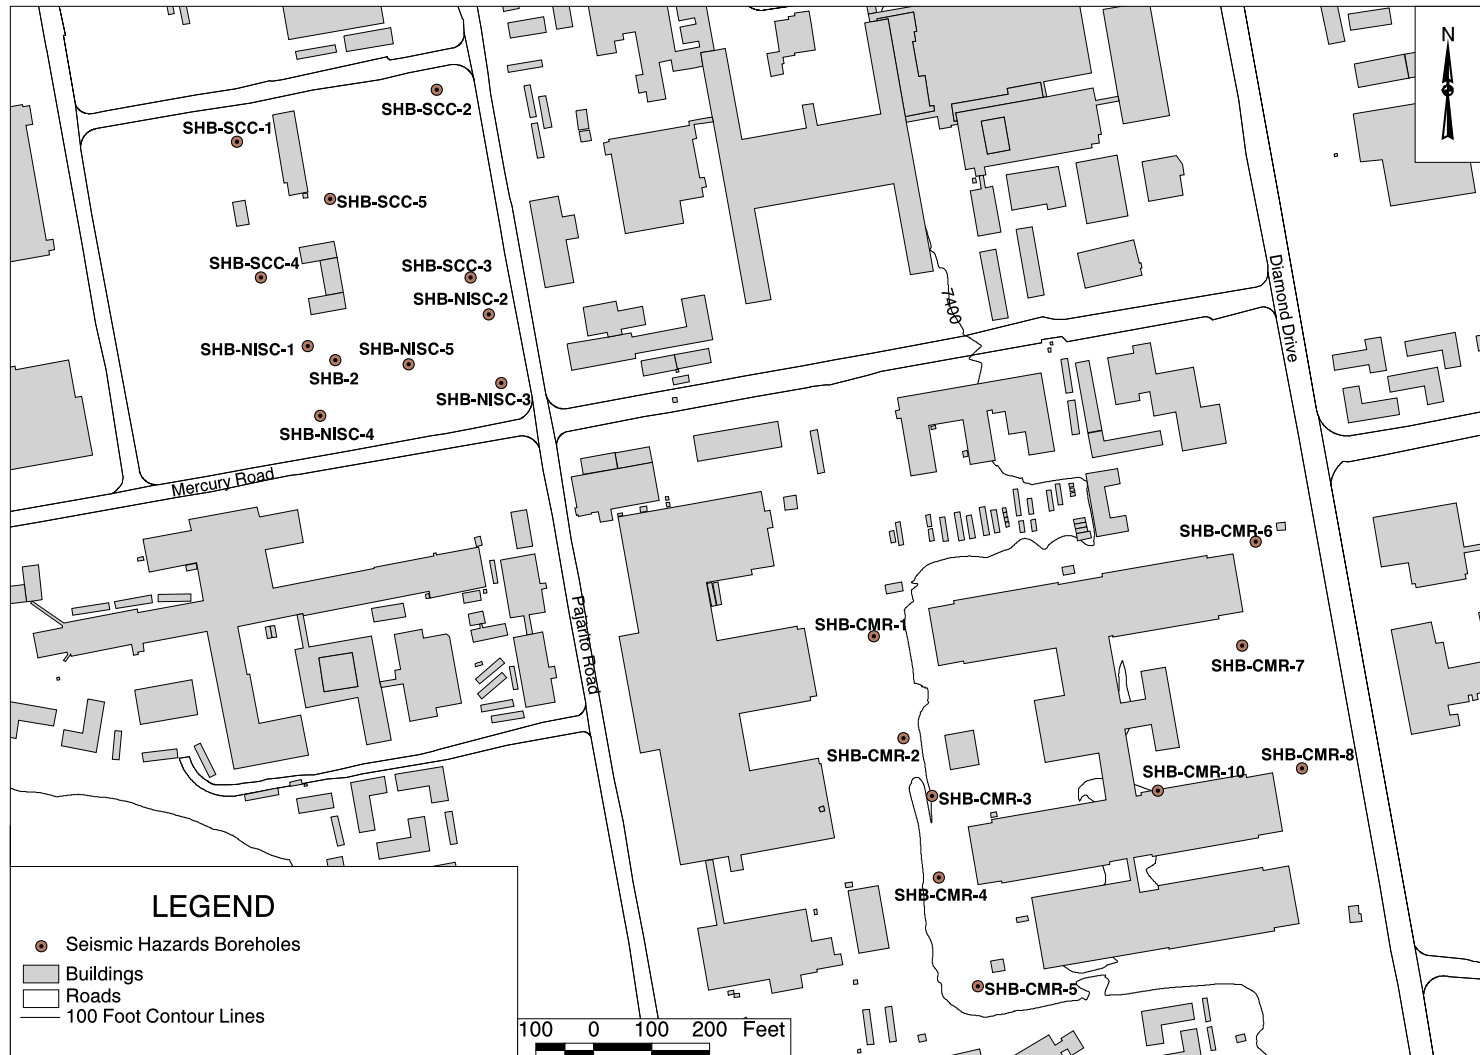 N
SHB-SCC-2
SHB-SCC-1
SHB-SCC-5
SHB-SCC-4
SHB-SCC-3
SHB-NISC-2
7400
Diamond Drive
SHB-NISC-1
SHB-NISC-5
SHB-2
SHB-NISC-3
SHB-NISC-4
Mercury Road
SHB-CMR-6
Pajarito Road
SHB-CMR-1
SHB-CMR-7
SHB-CMR-2
SHB-CMR-8
SHB-CMR-10
SHB-CMR-3
SHB-CMR-4
SHB-CMR-5
LEGEND
Seismic Hazards Boreholes
Buildings
Roads
100 Foot Contour Lines
100 0 100 200 Feet